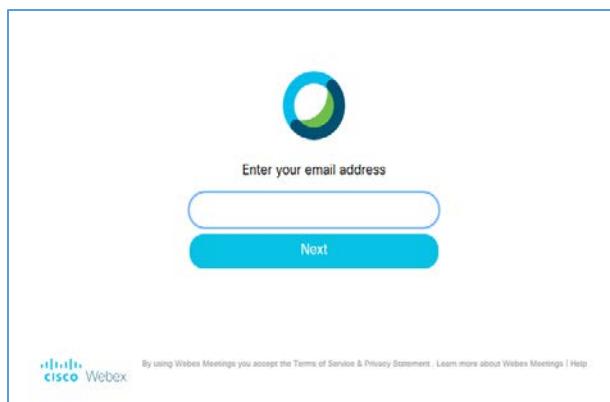 Enter your email address
Next
CISCO Webex
By using Webex Meetings you accept the Terms of Service & Privacy Statement . Learn more about Webex Meetings | Help